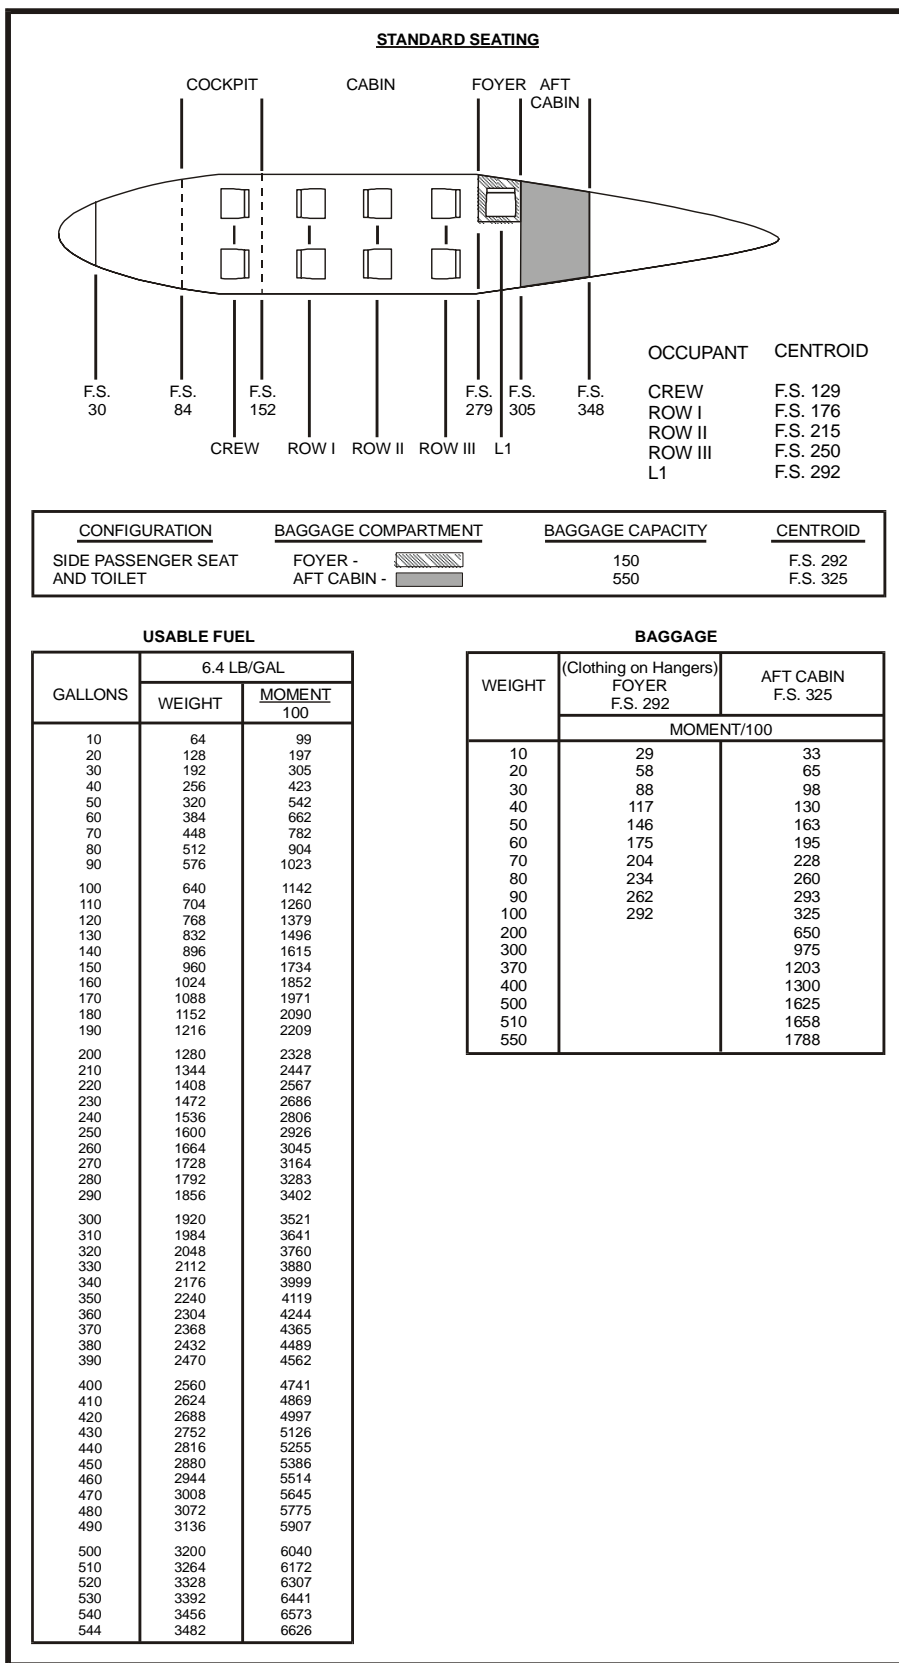 STANDARD SEATING
COCKPIT CABIN FOYER AFT
CABIN
F.S. F.S. F.S. F.S. F.S. F.S.
30 84 152 279 305 348
CREW ROW I ROW II ROW III L1
OCCUPANT CENTROID
CREW F.S. 129
ROW I F.S. 176
ROW II F.S. 215
ROW III F.S. 250
L1 F.S. 292
CONFIGURATION BAGGAGE COMPARTMENT BAGGAGE CAPACITY CENTROID
SIDE PASSENGER SEAT FOYER - 150 F.S. 292
AND TOILET AFT CABIN - 550 F.S. 325
USABLE FUEL
GALLONS 6.4 LB/GAL
WEIGHT MOMENT
100
10 64 99
20 128 197
30 192 305
40 256 423
50 320 542
60 384 662
70 448 782
80 512 904
90 576 1023
100 640 1142
110 704 1260
120 768 1379
130 832 1496
140 896 1615
150 960 1734
160 1024 1852
170 1088 1971
180 1152 2090
190 1216 2209
200 1280 2328
210 1344 2447
220 1408 2567
230 1472 2686
240 1536 2806
250 1600 2926
260 1664 3045
270 1728 3164
280 1792 3283
290 1856 3402
300 1920 3521
310 1984 3641
320 2048 3760
330 2112 3880
340 2176 3999
350 2240 4119
360 2304 4244
370 2368 4365
380 2432 4489
390 2470 4562
400 2560 4741
410 2624 4869
420 2688 4997
430 2752 5126
440 2816 5255
450 2880 5386
460 2944 5514
470 3008 5645
480 3072 5775
490 3136 5907
500 3200 6040
510 3264 6172
520 3328 6307
530 3392 6441
540 3456 6573
544 3482 6626
BAGGAGE
WEIGHT (Clothing on Hangers) AFT CABIN
FOYER F.S. 325
F.S. 292
MOMENT/100
10 29 33
20 58 65
30 88 98
40 117 130
50 146 163
60 175 195
70 204 228
80 234 260
90 262 293
100 292 325
200 650
300 975
370 1203
400 1300
500 1625
510 1658
550 1788